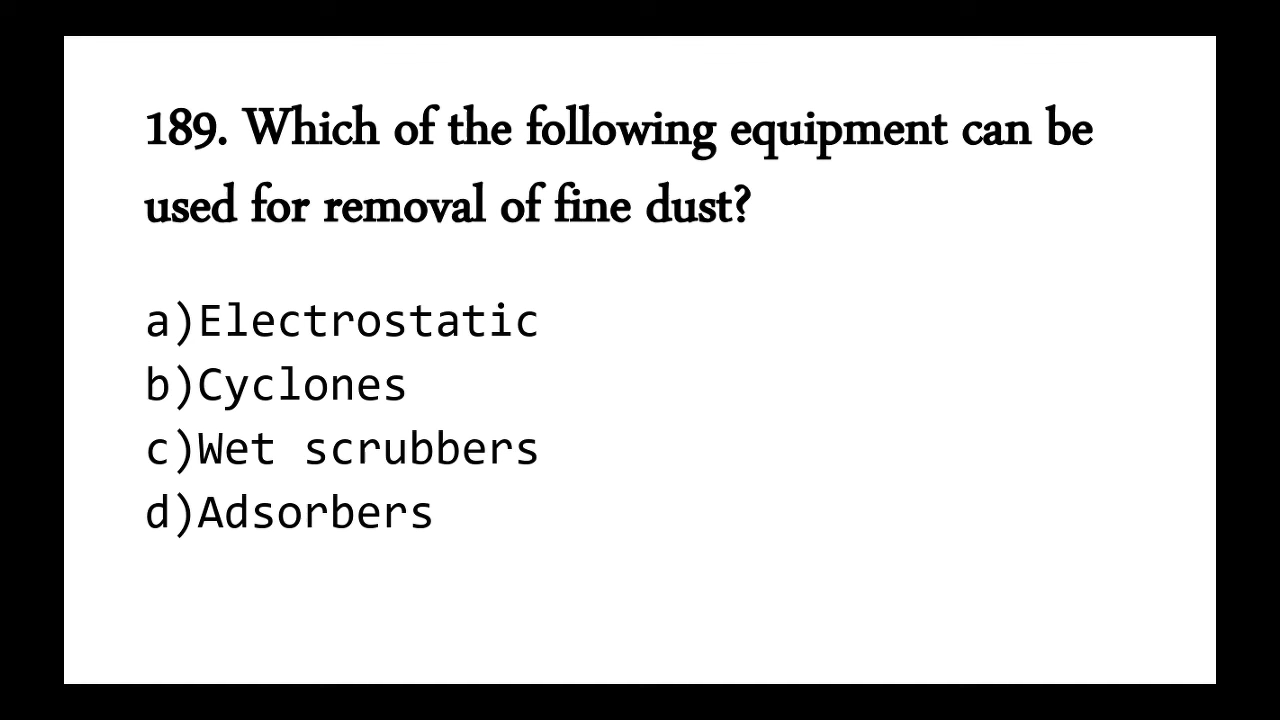 189. Which of the following equipment can be
used for removal of fine dust?
a)Electrostatic
b)Cyclones
c)Wet scrubbers
d)Adsorbers